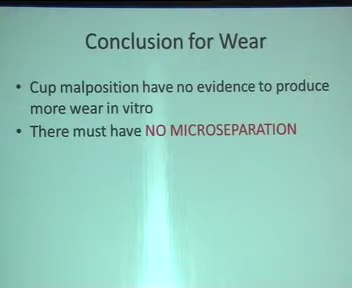 Conclusion for Wear
• Cup malposition have no evidence to produce
more wear in vitro
• There must have NO MICROSEPARATION